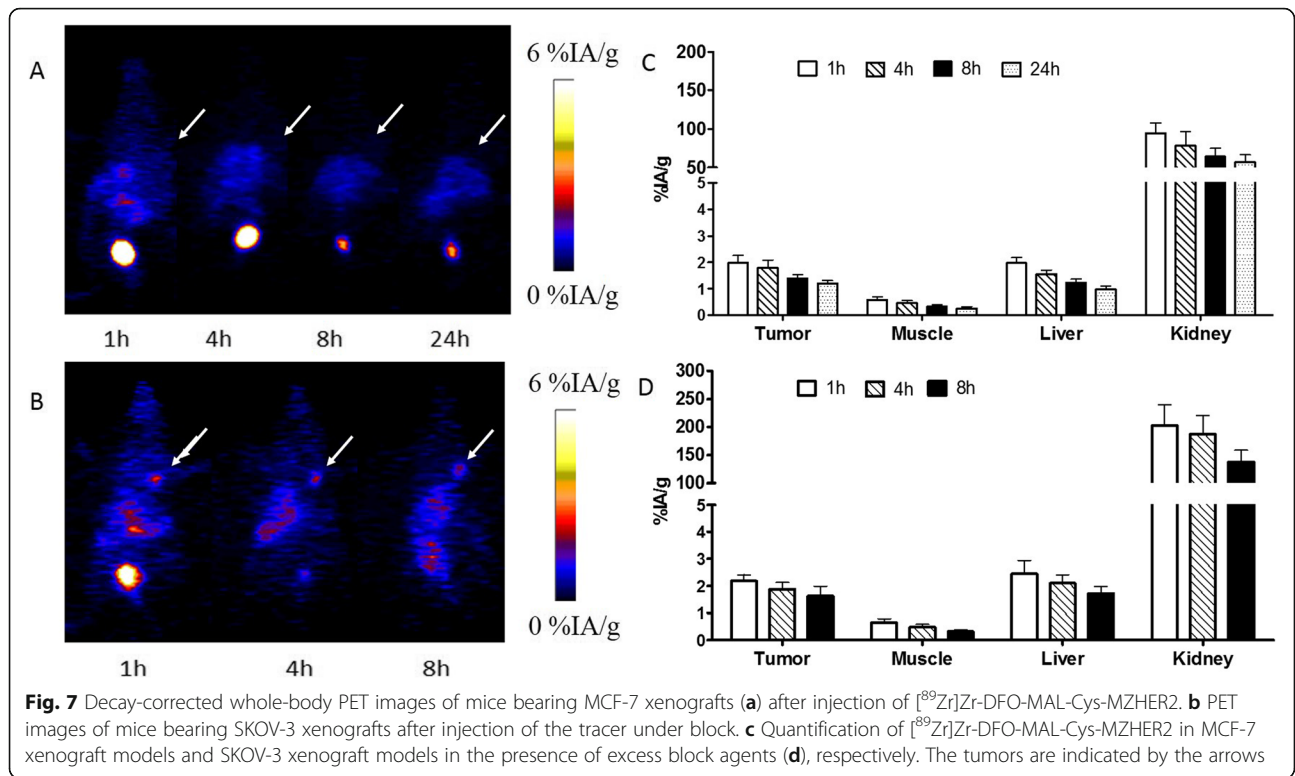 A
6 %IA/g
0 %IA/g
1h 4h 8h 24h
B
6 %IA/g
0 %IA/g
1h 4h 8h
C
1h 4h 8h 24h
%IA/g
200
150
100
50
5
4
3
2
1
0
Tumor Muscle Liver Kidney
D
1h 4h 8h
%IA/g
300
250
200
150
100
5
4
3
2
1
0
Tumor Muscle Liver Kidney
Fig. 7 Decay-corrected whole-body PET images of mice bearing MCF-7 xenografts (a) after injection of [⁸⁹Zr]Zr-DFO-MAL-Cys-MZHER2. b PET
images of mice bearing SKOV-3 xenografts after injection of the tracer under block. c Quantification of [⁸⁹Zr]Zr-DFO-MAL-Cys-MZHER2 in MCF-7
xenograft models and SKOV-3 xenograft models in the presence of excess block agents (d), respectively. The tumors are indicated by the arrows